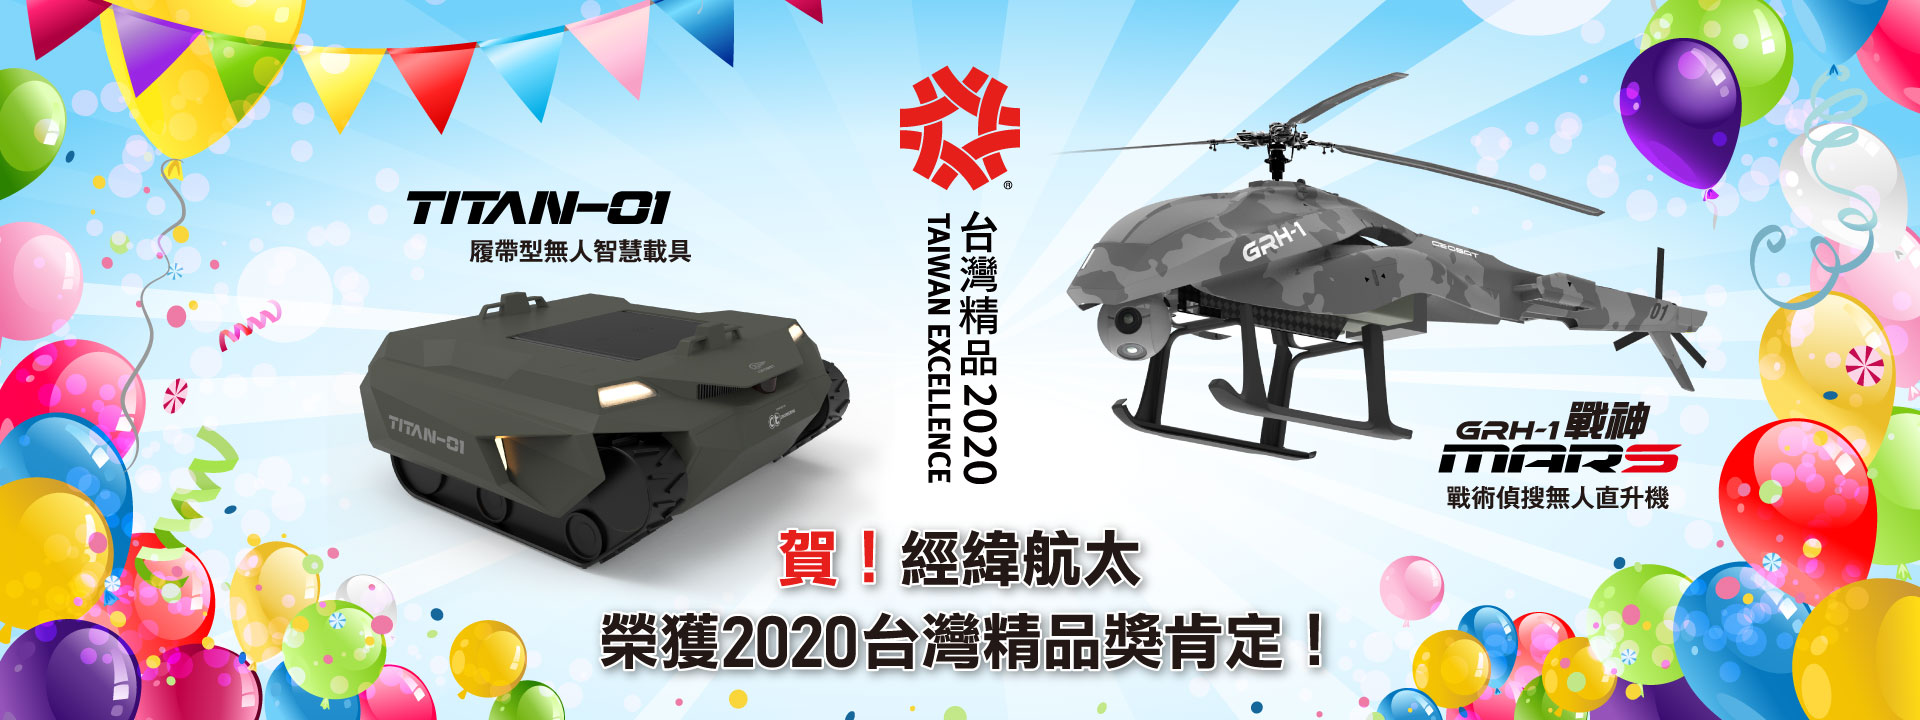 TITAN-01
履帶型無人智慧載具
TITAN-01
台灣精品 2020
TAIWAN EXCELLENCE
®
GRH-1
GEOSAT
01
GRH-1 戰神
MARS
戰術偵搜無人直升機
賀！經緯航太
榮獲2020台灣精品獎肯定！